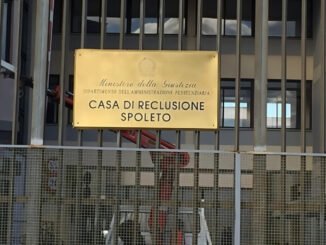 Ministero della Giustizia
DIPARTIMENTO DELL'AMMINISTRAZIONE PENITENZIARIA
CASA DI RECLUSIONE
SPOLETO